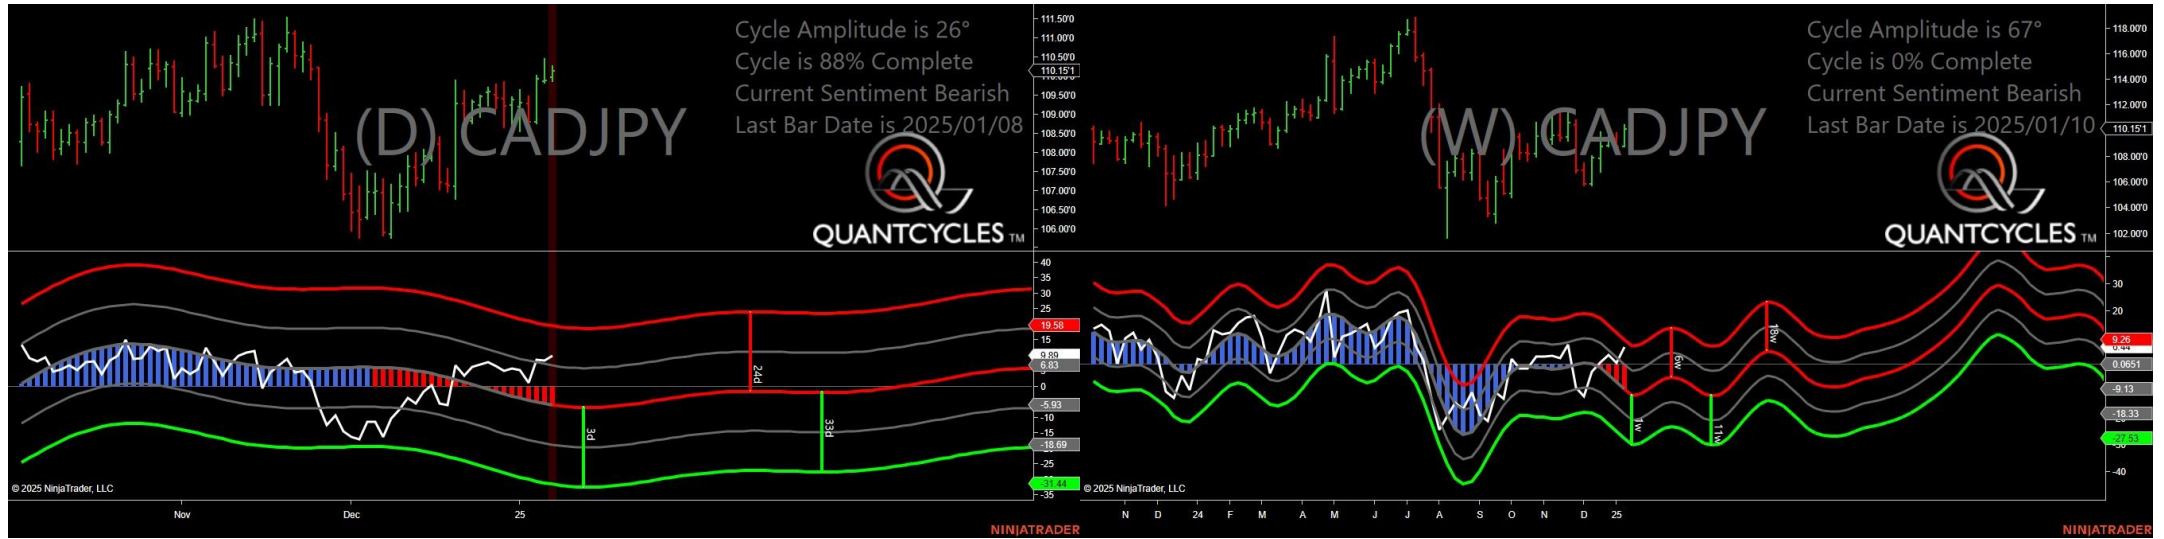 Cycle Amplitude is 26°
Cycle is 88% Complete
Current Sentiment Bearish
Last Bar Date is 2025/01/08
(D) CADJPY
QUANTCYCLES TM
111.50'0
111.00'0
110.50'0
110.15'1
109.50'0
109.00'0
108.50'0
108.00'0
107.50'0
107.00'0
106.50'0
106.00'0
40
35
30
25
19.58
15
9.89
6.83
0
-5.93
-10
-15
-18.69
-25
-31.44
-35
3d
24d
33d
© 2025 NinjaTrader, LLC
Nov
Dec
25
NINJATRADER
Cycle Amplitude is 67°
Cycle is 0% Complete
Current Sentiment Bearish
Last Bar Date is 2025/01/10
(W) CADJPY
QUANTCYCLES TM
118.00'0
116.00'0
114.00'0
112.00'0
110.15'1
108.00'0
106.00'0
104.00'0
102.00'0
30
20
9.26
0.0651
-9.13
-18.33
-27.53
-40
1w
6w
11w
18w
© 2025 NinjaTrader, LLC
N D 24 F M A M J J A S O N D 25
NINJATRADER